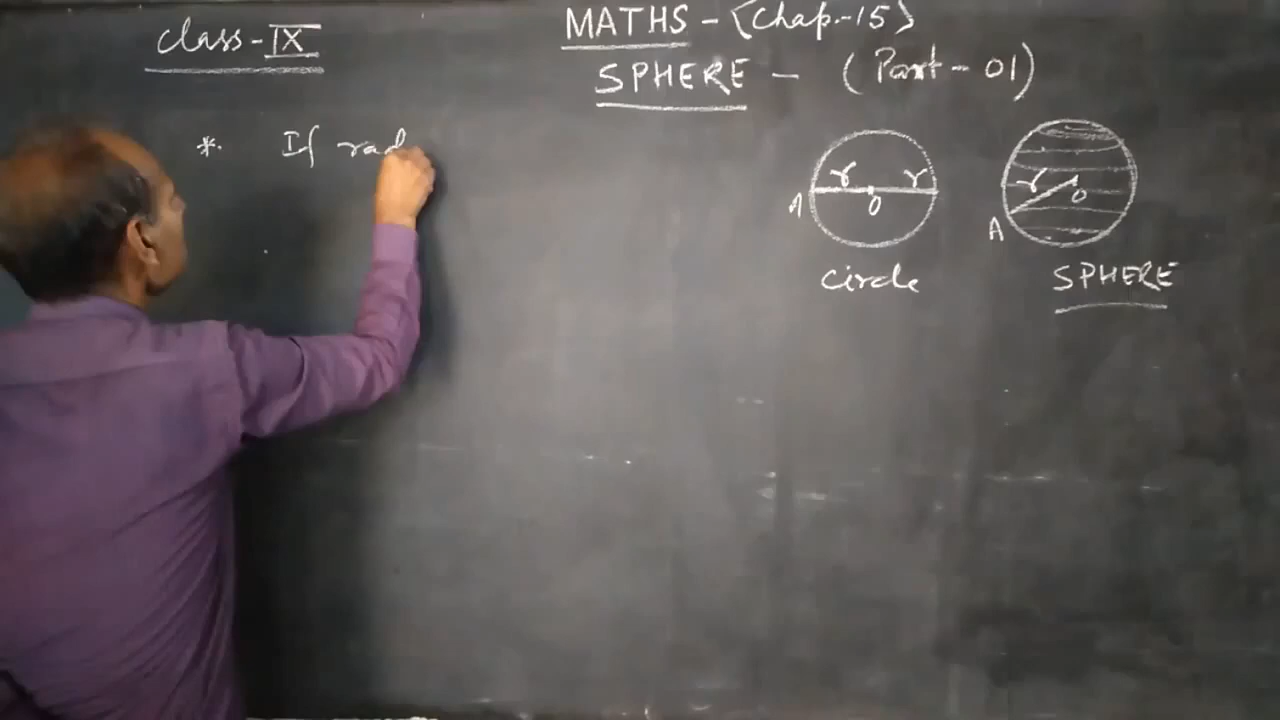 Class-IX
MATHS - {Chap.-15}
SPHERE - (Part-01)
* If rad
r r
A O
Circle
r
O
A
SPHERE